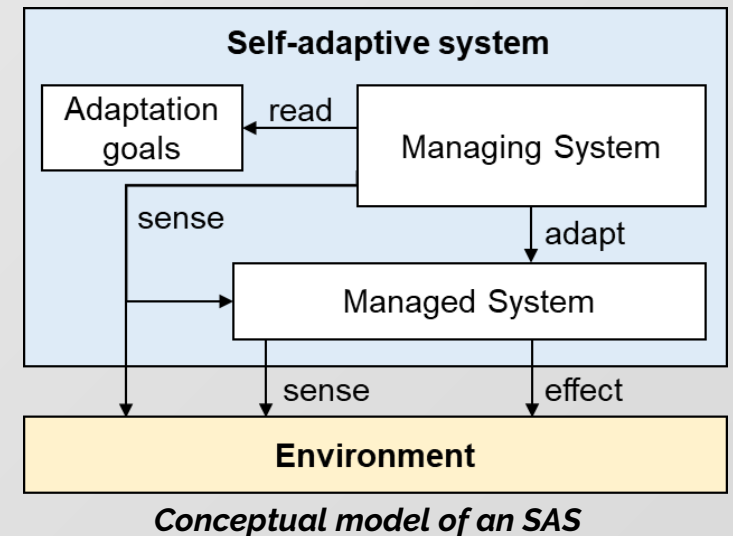 Self-adaptive system
Adaptation
goals
read
Managing System
sense
adapt
Managed System
sense
effect
Environment
Conceptual model of an SAS